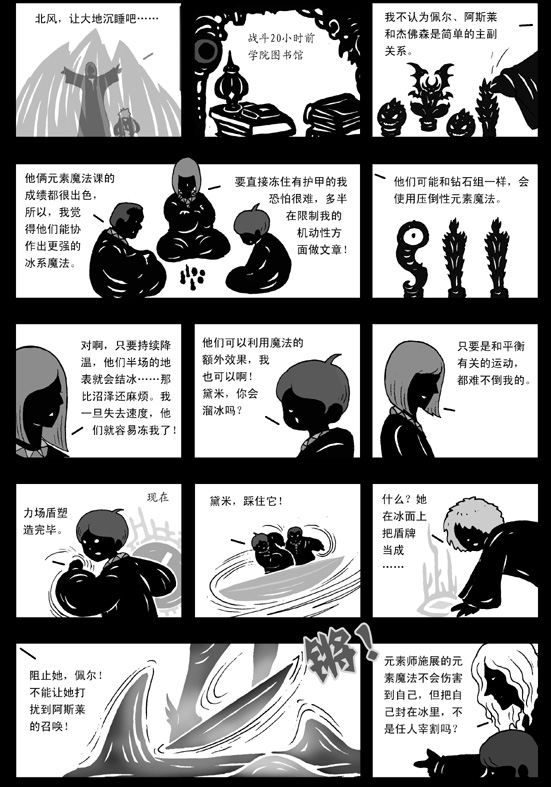 北风，让大地沉睡吧……
战斗20小时前
学院图书馆
我不认为佩尔、阿斯莱
和杰佛森是简单的主副
关系。
他俩元素魔法课的
成绩都很出色，
所以，我觉
得他们能协
作出更强的
冰系魔法。
要直接冻住有护甲的我
恐怕很难，多半
在限制我的
机动性方
面做文章！
他们可能和钻石组一样，会
使用压倒性元素魔法。
对啊，只要持续降
温，他们半场的地
表就会结冰……那
比沼泽还麻烦。我
一旦失去速度，他
们就容易冻我了！
他们可以利用魔法的
额外效果，我
也可以啊！
黛米，你会
溜冰吗？
只要是和平衡
有关的运动，
都难不倒我的。
现在
力场盾塑
造完毕。
黛米，踩住它！
什么？她
在冰面上
把盾牌
当成
……
阻止她，佩尔！
不能让她打
扰到阿斯莱
的召唤！
锵！
元素师施展的元
素魔法不会伤害
到自己，但把自
己封在冰里，不
是任人宰割吗？